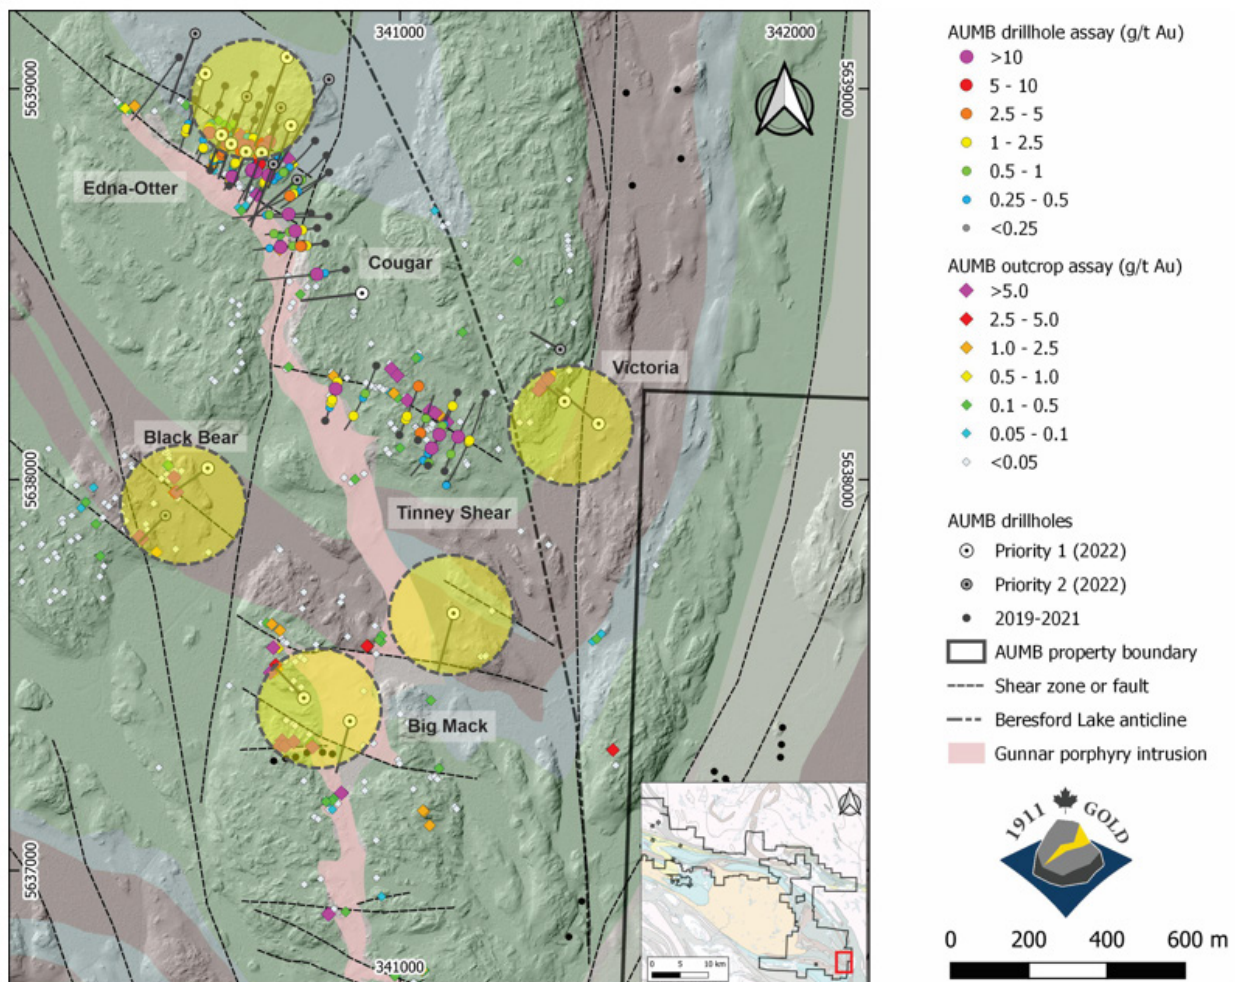 341000
342000
5639000
5639000
Edna-Otter
Cougar
Victoria
Black Bear
5638000
5638000
Tinney Shear
Big Mack
5637000
341000
0 5 10 km
AUMB drillhole assay (g/t Au)
>10
5 - 10
2.5 - 5
1 - 2.5
0.5 - 1
0.25 - 0.5
<0.25
AUMB outcrop assay (g/t Au)
>5.0
2.5 - 5.0
1.0 - 2.5
0.5 - 1.0
0.1 - 0.5
0.05 - 0.1
<0.05
AUMB drillholes
Priority 1 (2022)
Priority 2 (2022)
2019-2021
AUMB property boundary
Shear zone or fault
Beresford Lake anticline
Gunnar porphyry intrusion
1911 GOLD
0 200 400 600 m